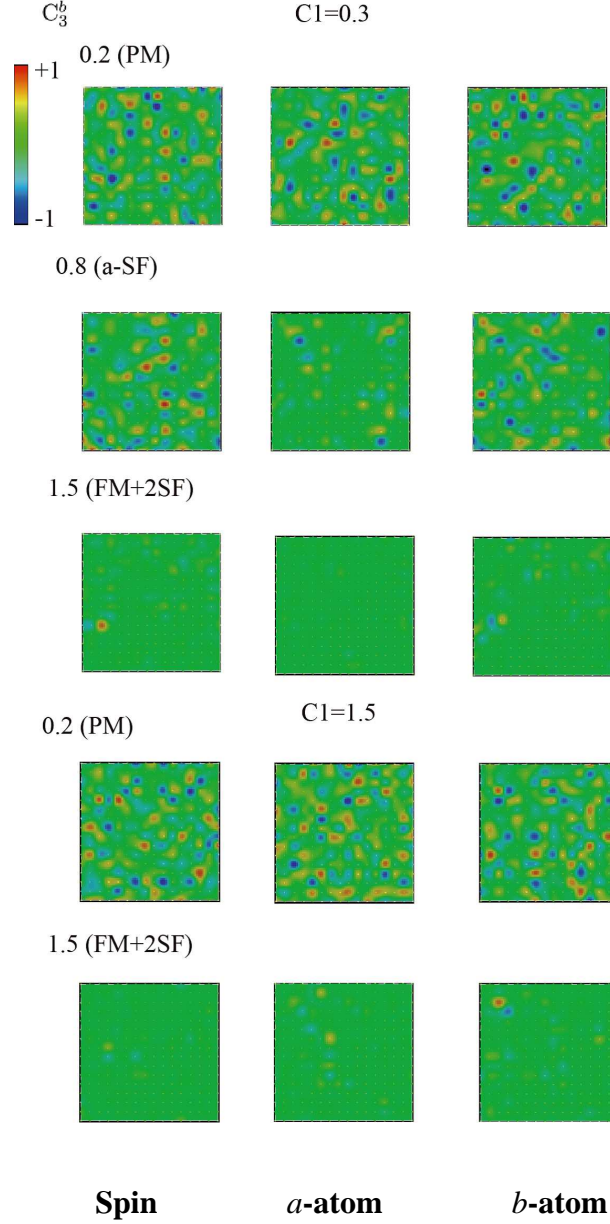 C₃ᵇ C1=0.3
0.2 (PM)
+1
-1
0.8 (a-SF)
1.5 (FM+2SF)
C1=1.5
0.2 (PM)
1.5 (FM+2SF)
Spin a-atom b-atom